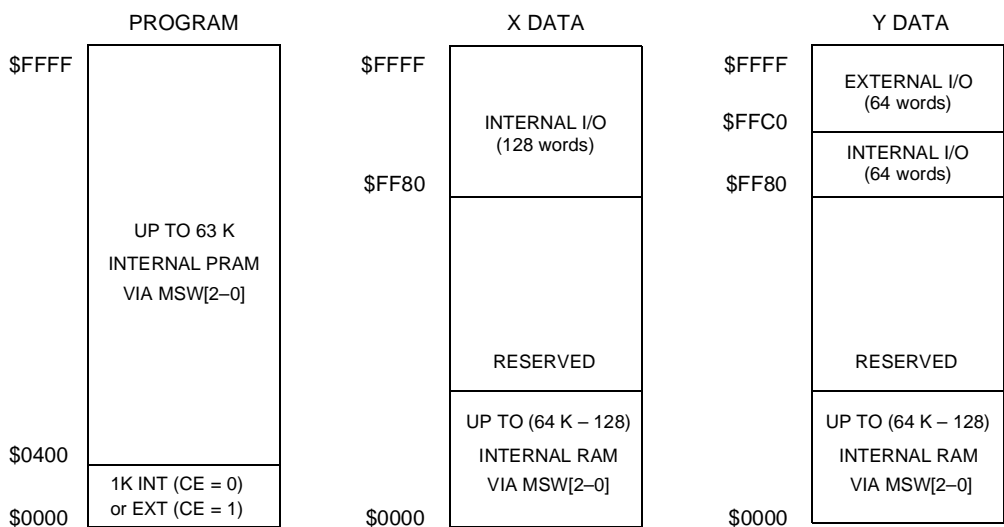 PROGRAM
$FFFF
UP TO 63 K
INTERNAL PRAM
VIA MSW[2–0]
$0400
1K INT (CE = 0)
or EXT (CE = 1)
$0000
X DATA
$FFFF
INTERNAL I/O
(128 words)
$FF80
RESERVED
UP TO (64 K – 128)
INTERNAL RAM
VIA MSW[2–0]
$0000
Y DATA
$FFFF
EXTERNAL I/O
(64 words)
$FFC0
INTERNAL I/O
(64 words)
$FF80
RESERVED
UP TO (64 K – 128)
INTERNAL RAM
VIA MSW[2–0]
$0000